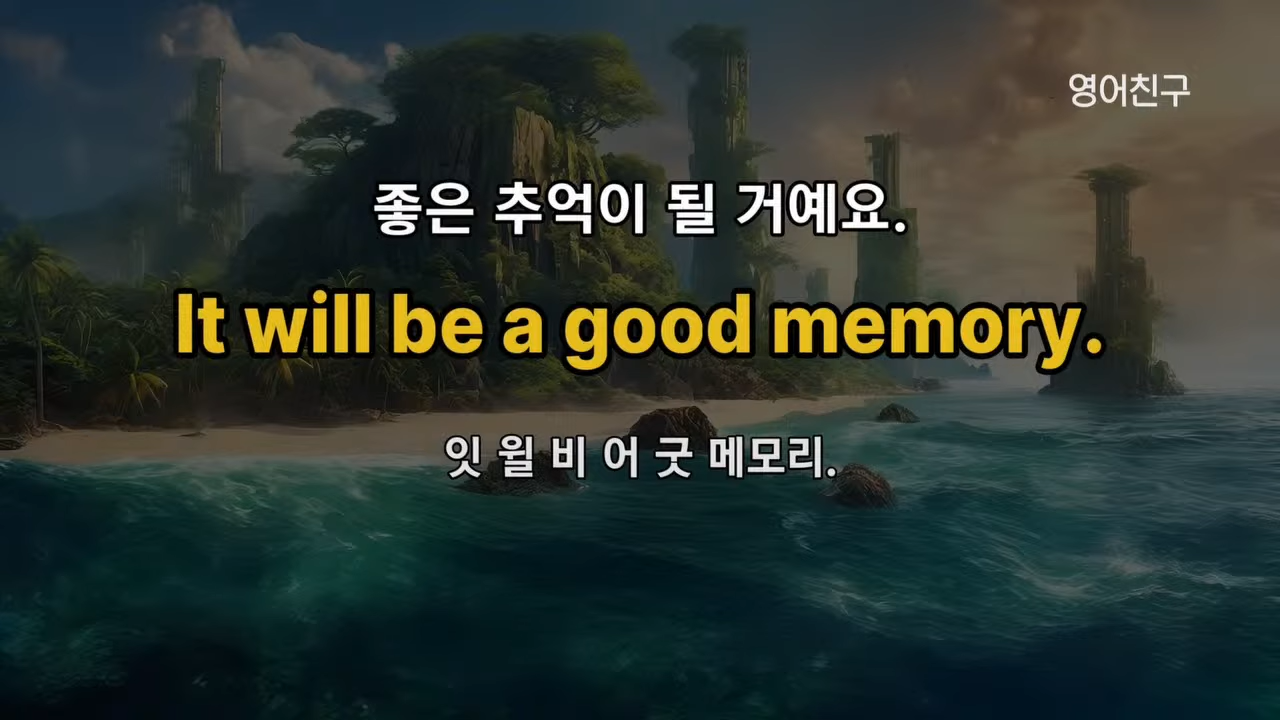 영어친구
좋은 추억이 될 거예요.
It will be a good memory.
잇 윌 비 어 굿 메모리.